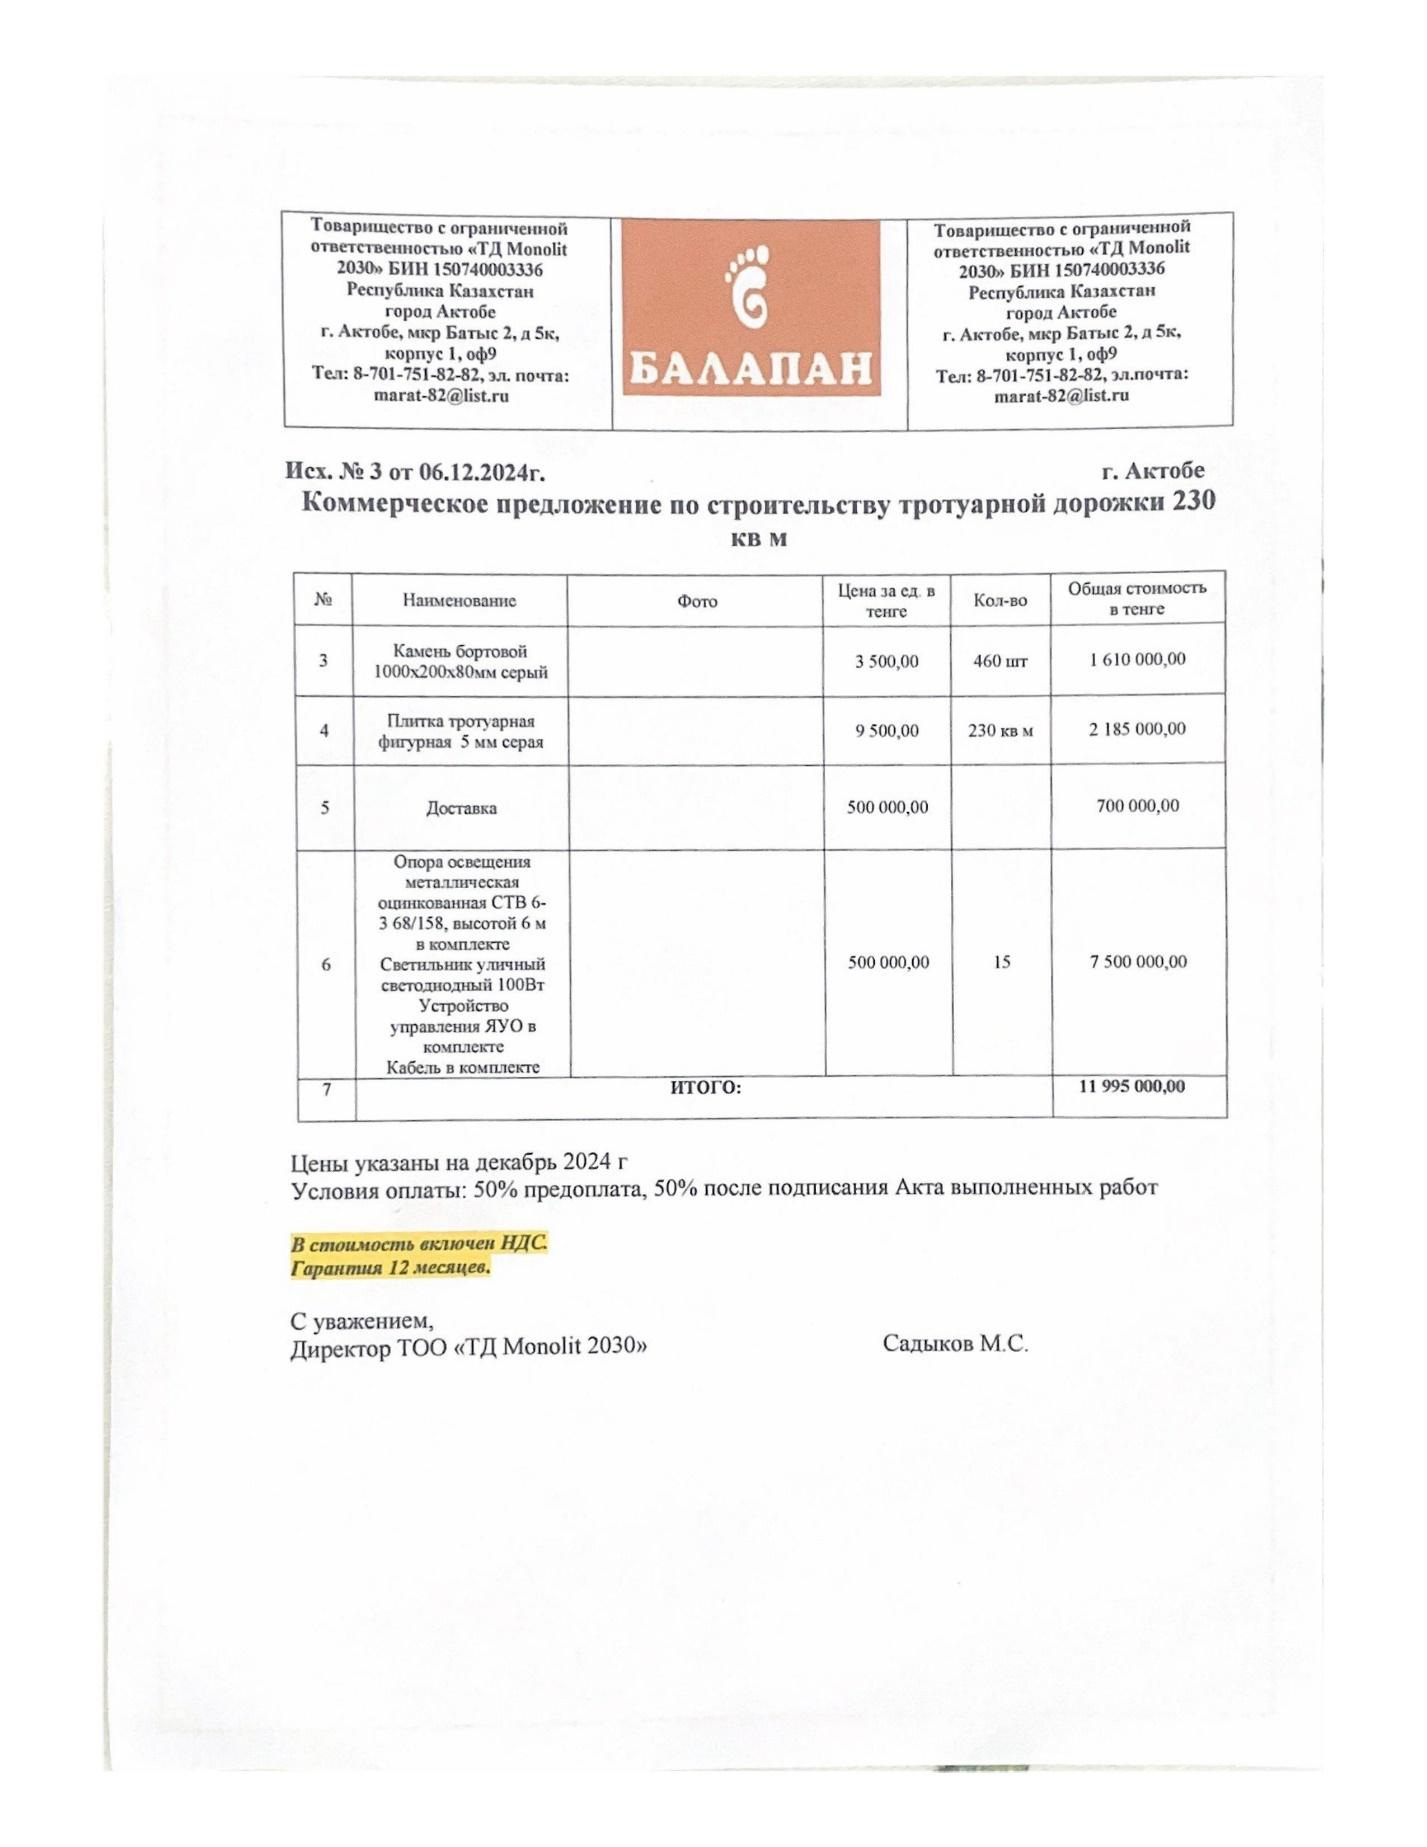 Товарищество с ограниченной
ответственностью «ТД Monolit
2030» БИН 150740003336
Республика Казахстан
город Актобе
г. Актобе, мкр Батыс 2, д 5к,
корпус 1, оф9
Тел: 8-701-751-82-82, эл. почта:
marat-82@list.ru
БАЛАПАН
Товарищество с ограниченной
ответственностью «ТД Monolit
2030» БИН 150740003336
Республика Казахстан
город Актобе
г. Актобе, мкр Батыс 2, д 5к,
корпус 1, оф9
Тел: 8-701-751-82-82, эл.почта:
marat-82@list.ru
Исх. № 3 от 06.12.2024г. г. Актобе
Коммерческое предложение по строительству тротуарной дорожки 230
кв м
№ Наименование Фото Цена за ед. в тенге Кол-во Общая стоимость в тенге
3 Камень бортовой 1000х200х80мм серый 3 500,00 460 шт 1 610 000,00
4 Плитка тротуарная фигурная 5 мм серая 9 500,00 230 кв м 2 185 000,00
5 Доставка 500 000,00 700 000,00
6 Опора освещения
металлическая
оцинкованная СТВ 6-
3 68/158, высотой 6 м
в комплекте
Светильник уличный
светодиодный 100Вт
Устройство
управления ЯУО в
комплекте
Кабель в комплекте
500 000,00 15 7 500 000,00
7 ИТОГО: 11 995 000,00
Цены указаны на декабрь 2024 г
Условия оплаты: 50% предоплата, 50% после подписания Акта выполненных работ
В стоимость включен НДС.
Гарантия 12 месяцев.
С уважением,
Директор ТОО «ТД Monolit 2030» Садыков М.С.